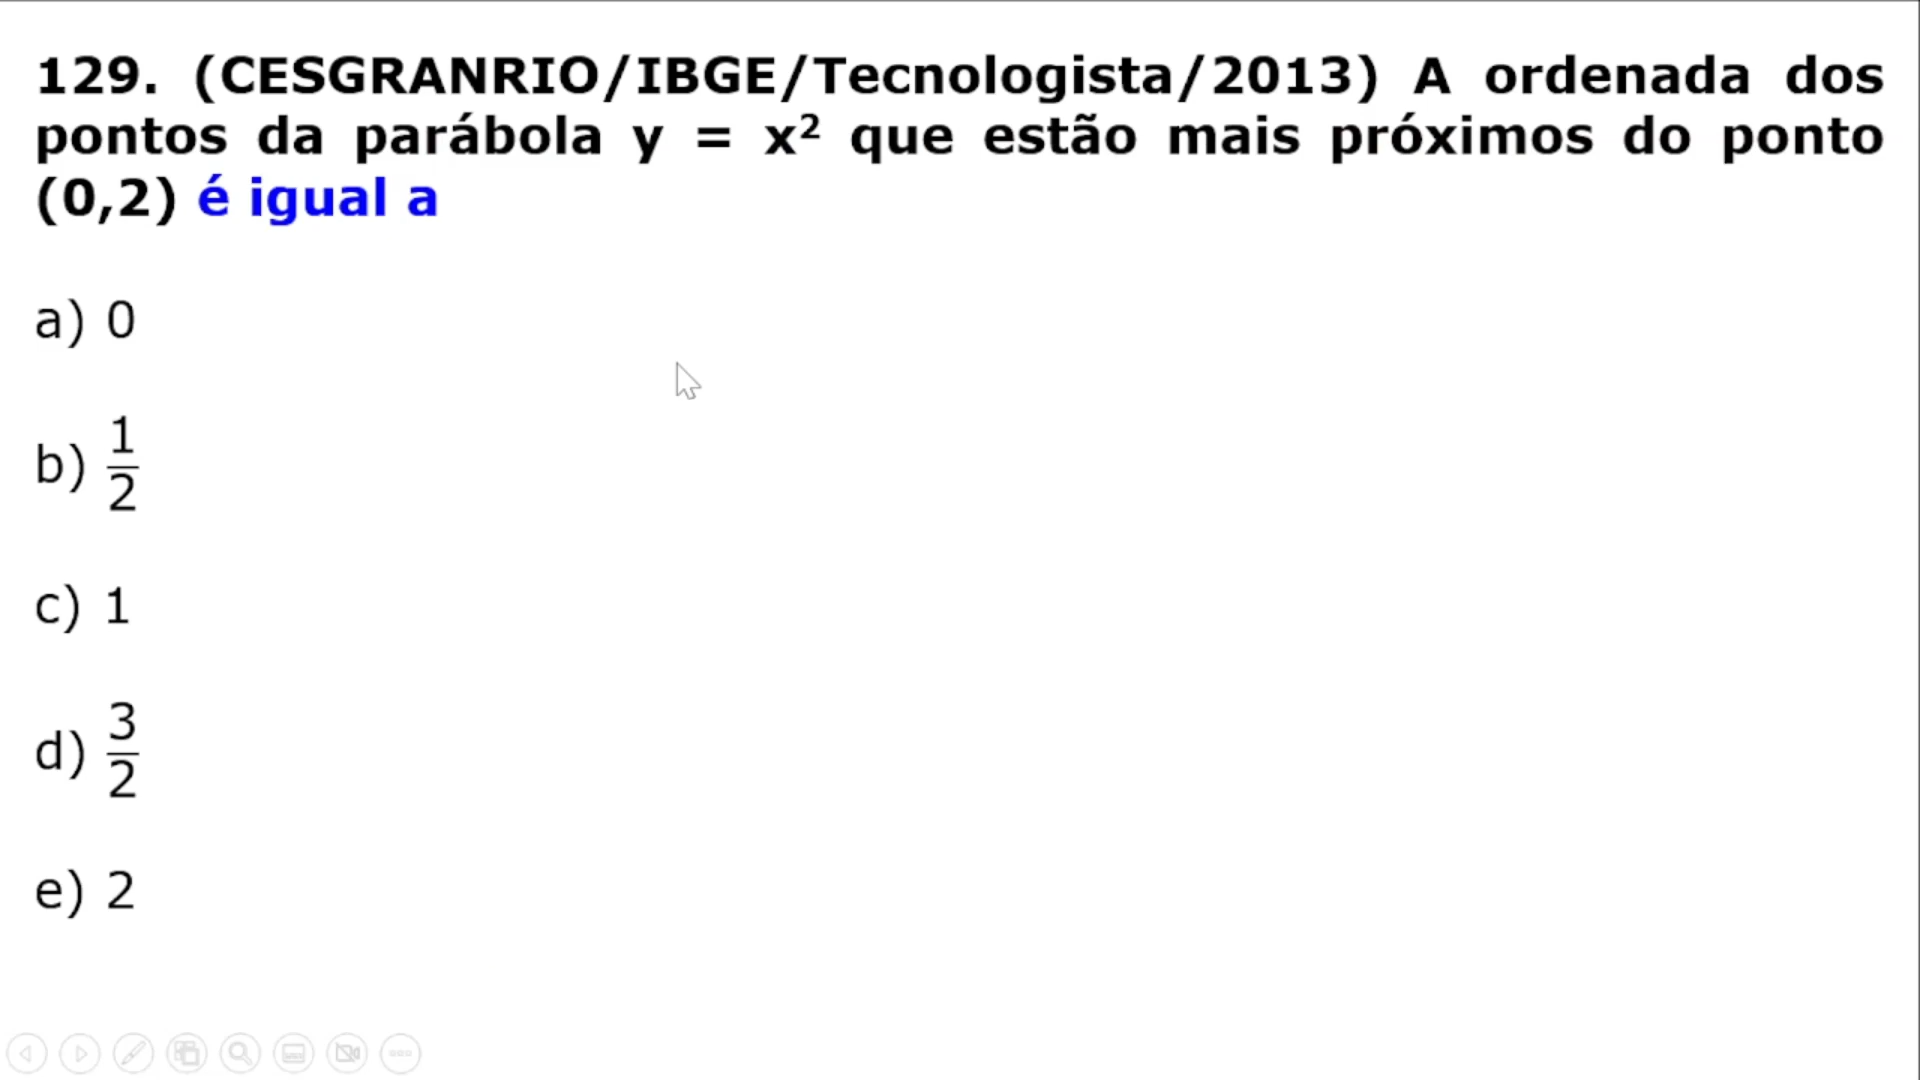 129. (CESGRANRIO/IBGE/Tecnologista/2013) A ordenada dos
pontos da parábola y = x² que estão mais próximos do ponto
(0,2) é igual a
a) 0
b) 1/2
c) 1
d) 3/2
e) 2